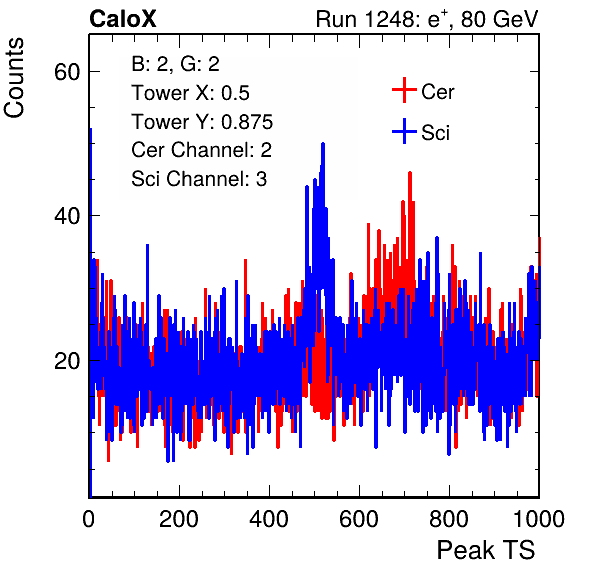 CaloX Run 1248: e+, 80 GeV
Counts
B: 2, G: 2
Tower X: 0.5
Tower Y: 0.875
Cer Channel: 2
Sci Channel: 3
Cer
Sci
60
40
20
0 200 400 600 800 1000
Peak TS